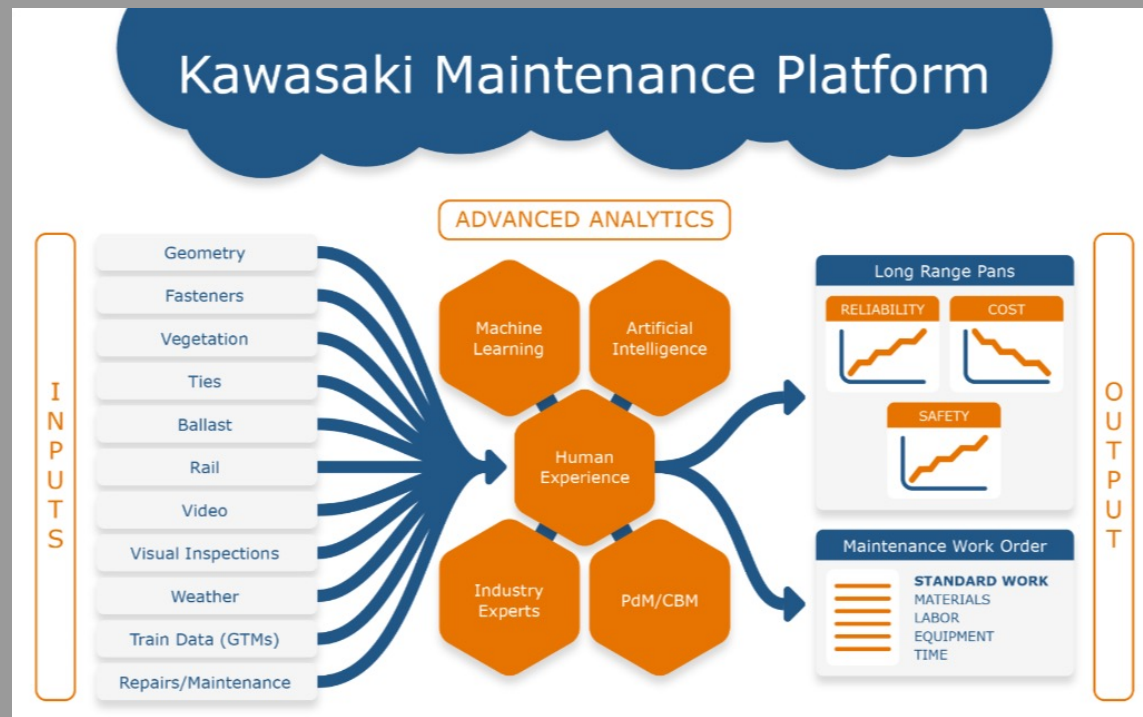 Kawasaki Maintenance Platform
INPUTS
Geometry
Fasteners
Vegetation
Ties
Ballast
Rail
Video
Visual Inspections
Weather
Train Data (GTMs)
Repairs/Maintenance
ADVANCED ANALYTICS
Machine
Learning
Artificial
Intelligence
Human
Experience
Industry
Experts
PdM/CBM
Long Range Pans
RELIABILITY
COST
SAFETY
Maintenance Work Order
STANDARD WORK
MATERIALS
LABOR
EQUIPMENT
TIME
OUTPUT